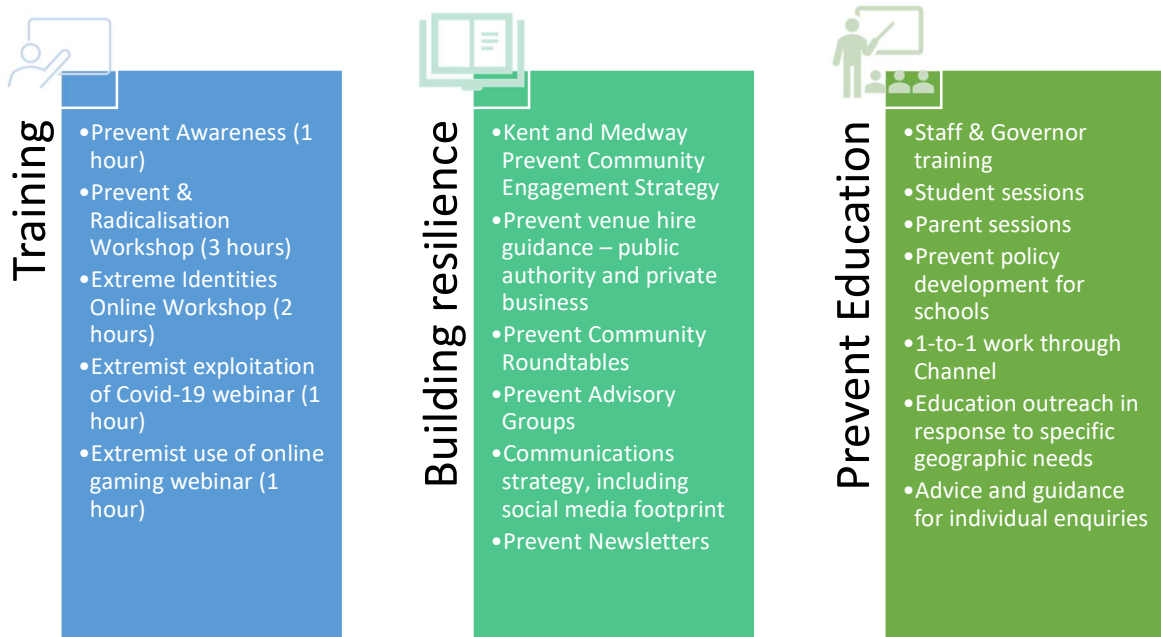 Training
•Prevent Awareness (1
hour)
•Prevent &
Radicalisation
Workshop (3 hours)
•Extreme Identities
Online Workshop (2
hours)
•Extremist exploitation
of Covid-19 webinar (1
hour)
•Extremist use of online
gaming webinar (1
hour)
Building resilience
•Kent and Medway
Prevent Community
Engagement Strategy
•Prevent venue hire
guidance – public
authority and private
business
•Prevent Community
Roundtables
•Prevent Advisory
Groups
•Communications
strategy, including
social media footprint
•Prevent Newsletters
Prevent Education
•Staff & Governor
training
•Student sessions
•Parent sessions
•Prevent policy
development for
schools
•1-to-1 work through
Channel
•Education outreach in
response to specific
geographic needs
•Advice and guidance
for individual enquiries